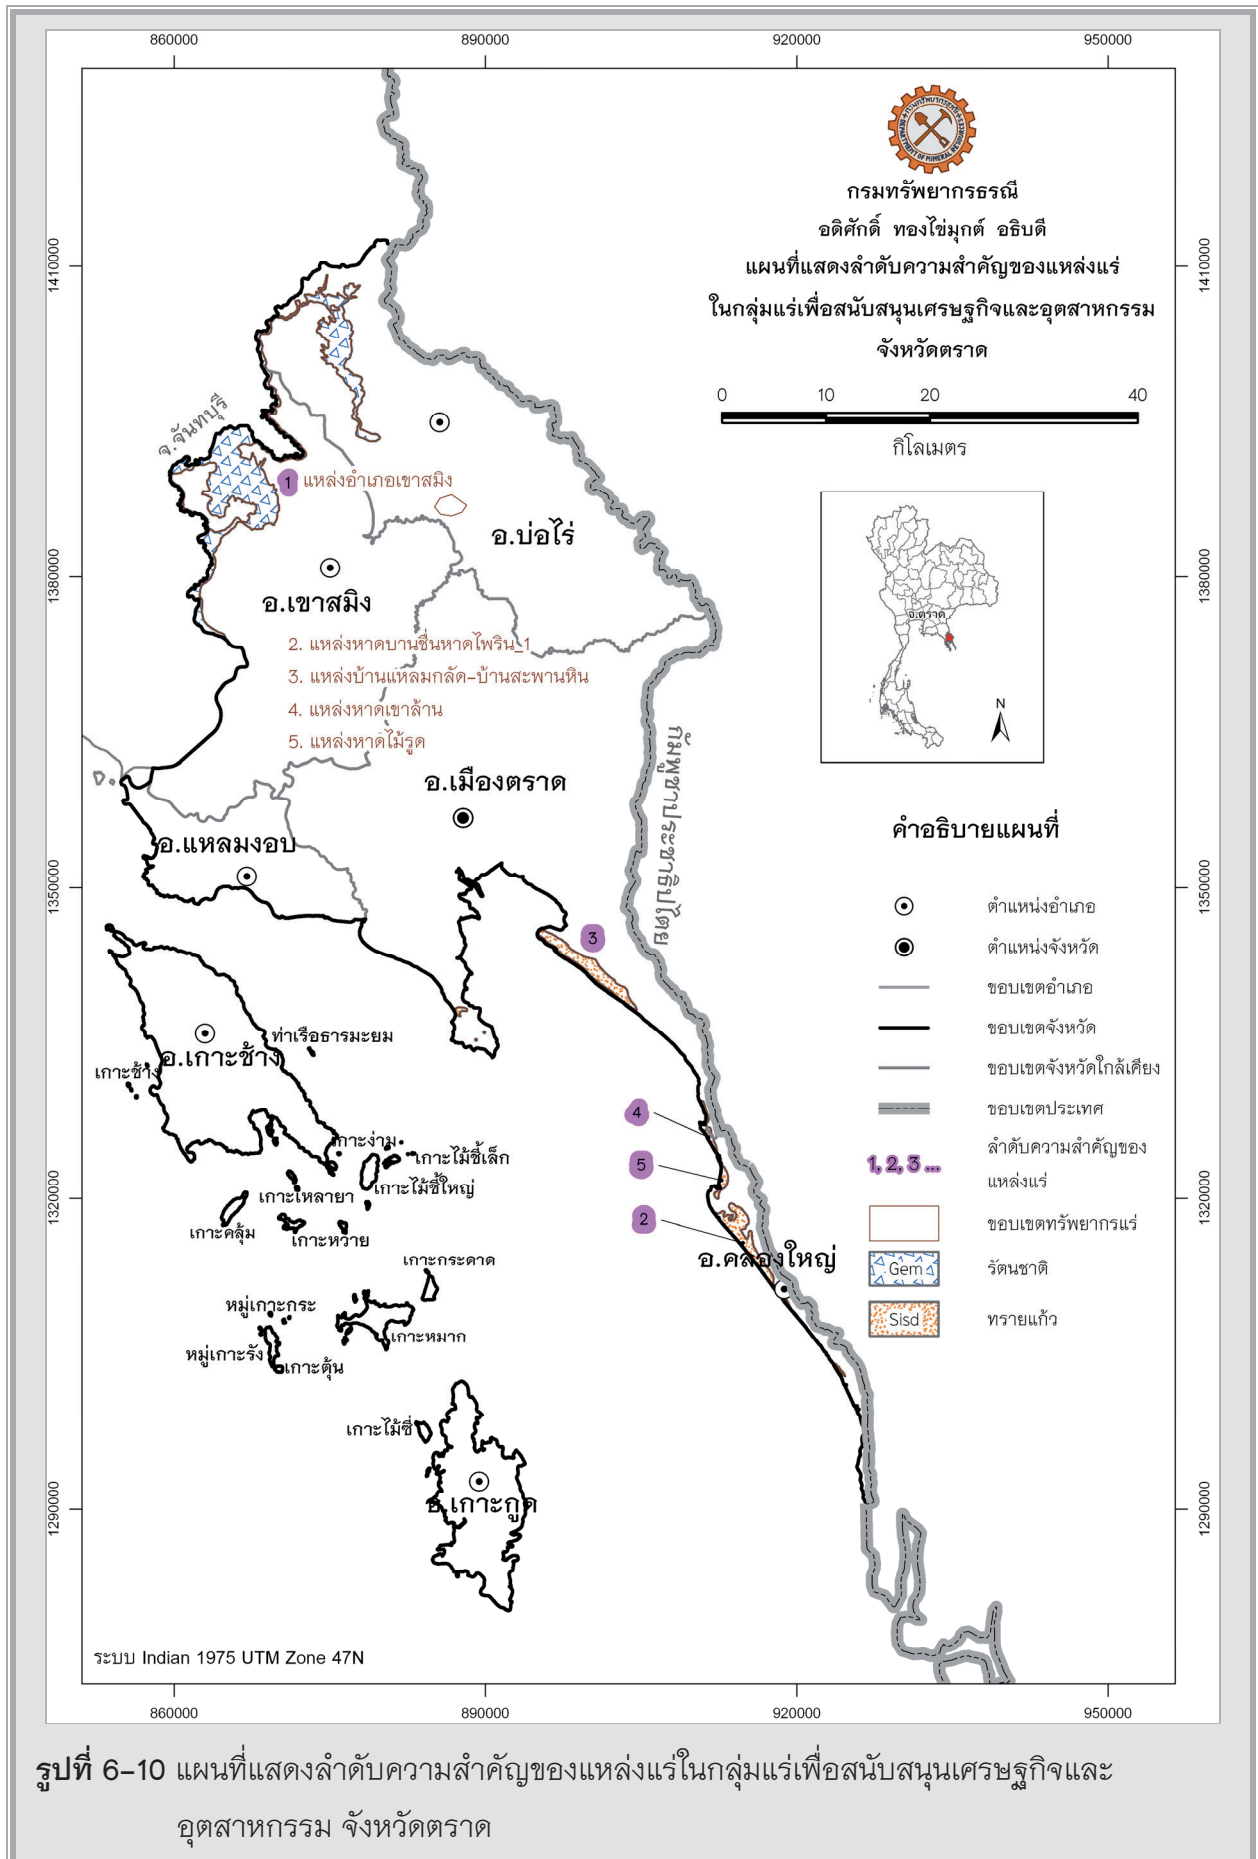 860000 890000 920000 950000
กรมทรัพยากรธรณี
DEPARTMENT OF MINERAL RESOURCES
กรมทรัพยากรธรณี
อดิศักดิ์ ทองไข่มุกต์ อธิบดี
แผนที่แสดงลำดับความสำคัญของแหล่งแร่
ในกลุ่มแร่เพื่อสนับสนุนเศรษฐกิจและอุตสาหกรรม
จังหวัดตราด
0 10 20 40
กิโลเมตร
1410000
1410000
1380000
1380000
1350000
1350000
1320000
1320000
1290000
1290000
จ.จันทบุรี
1 แหล่งอำเภอเขาสมิง
อ.บ่อไร่
อ.เขาสมิง
2. แหล่งหาดบานชื่นหาดไพริน_1
3. แหล่งบ้านแหลมกลัด-บ้านสะพานหิน
4. แหล่งหาดเขาล้าน
5. แหล่งหาดไม้รูด
จ.ตราด
N
กัมพูชาประชาธิปไตย
อ.เมืองตราด
อ.แหลมงอบ
3
ท่าเรือธารมะยม
อ.เกาะช้าง
เกาะช้าง
4
5
2
เกาะง่าม
เกาะไม้ซี้เล็ก
เกาะไม้ซี้ใหญ่
เกาะเหลายา
เกาะคลุ้ม
เกาะหวาย
อ.คลองใหญ่
เกาะกระดาด
หมู่เกาะกระ
เกาะหมาก
หมู่เกาะรัง
เกาะตุ้น
เกาะไม้ซี่
อ.เกาะกูด
คำอธิบายแผนที่
ตำแหน่งอำเภอ
ตำแหน่งจังหวัด
ขอบเขตอำเภอ
ขอบเขตจังหวัด
ขอบเขตจังหวัดใกล้เคียง
ขอบเขตประเทศ
1, 2, 3 ... ลำดับความสำคัญของ
แหล่งแร่
ขอบเขตทรัพยากรแร่
Gem รัตนชาติ
Sisd ทรายแก้ว
ระบบ Indian 1975 UTM Zone 47N
860000 890000 920000 950000
รูปที่ 6-10 แผนที่แสดงลำดับความสำคัญของแหล่งแร่ในกลุ่มแร่เพื่อสนับสนุนเศรษฐกิจและ
อุตสาหกรรม จังหวัดตราด